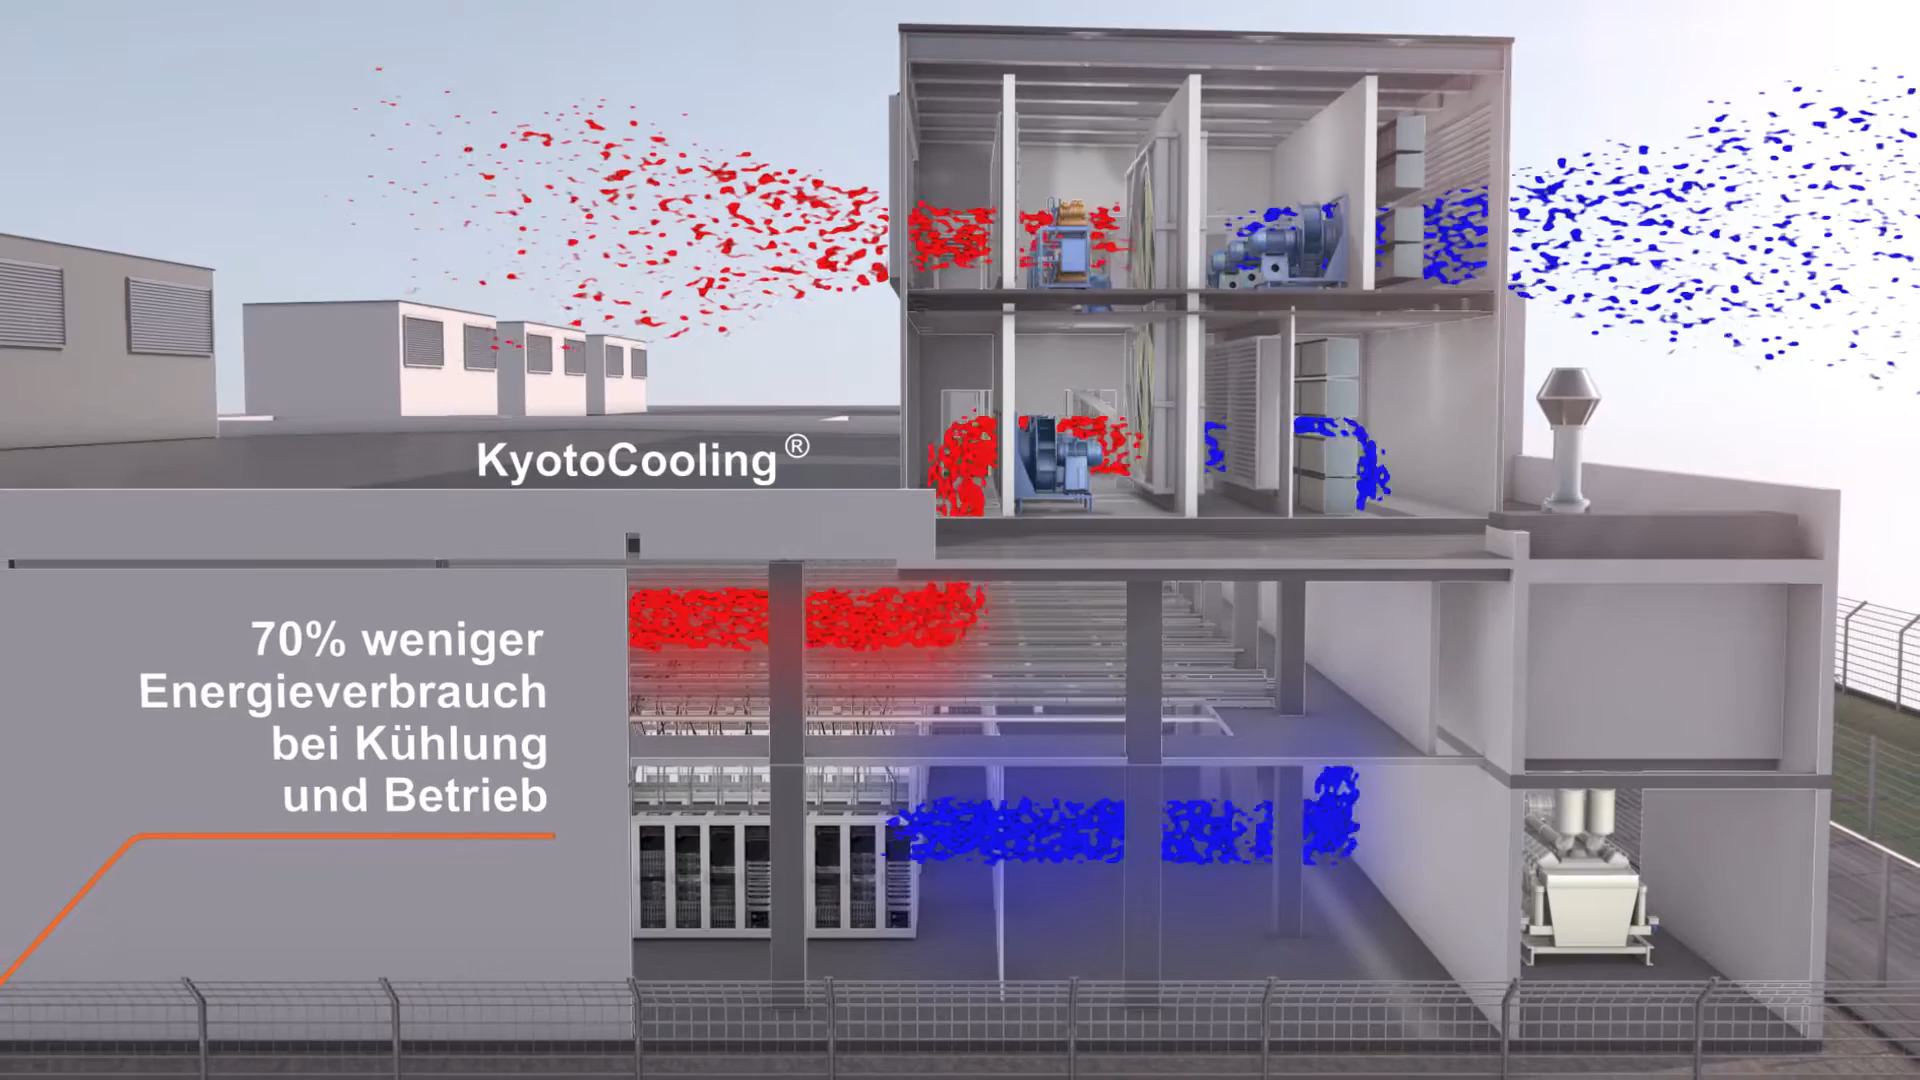 KyotoCooling®
70% weniger
Energieverbrauch
bei Kühlung
und Betrieb